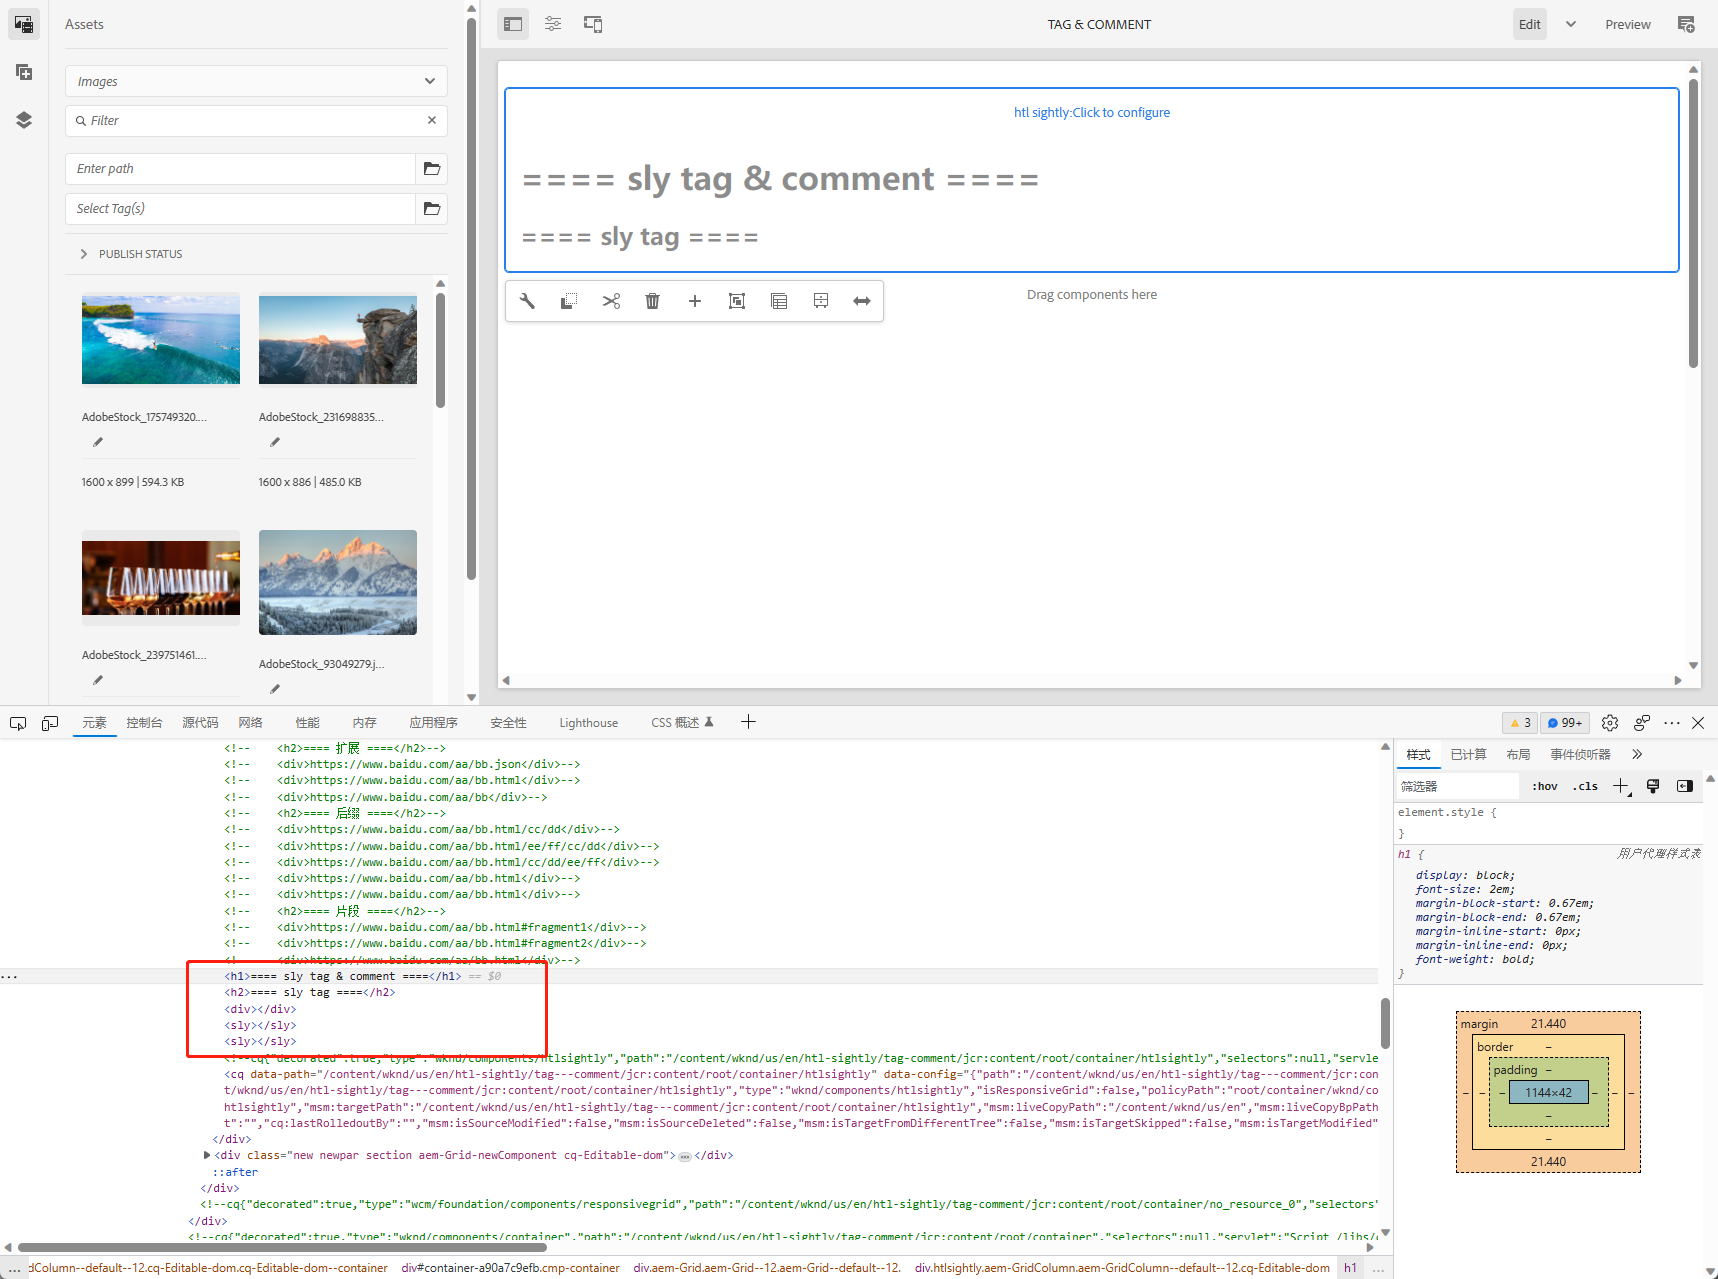 Assets
Images
Filter
Enter path
Select Tag(s)
PUBLISH STATUS
AdobeStock_175749320....
AdobeStock_231698835...
1600 x 899 | 594.3 KB
1600 x 886 | 485.0 KB
AdobeStock_239751461....
AdobeStock_93049279.j...
TAG & COMMENT
Edit
Preview
htl sightly:Click to configure
==== sly tag & comment ====
==== sly tag ====
Drag components here
元素 控制台 源代码 网络 性能 内存 应用程序 安全性 Lighthouse CSS 概述
3
99+
<!--    <h2>==== 扩展 ====</h2>-->
<!--    <div>https://www.baidu.com/aa/bb.json</div>-->
<!--    <div>https://www.baidu.com/aa/bb.html</div>-->
<!--    <div>https://www.baidu.com/aa/bb</div>-->
<!--    <h2>==== 后缀 ====</h2>-->
<!--    <div>https://www.baidu.com/aa/bb.html/cc/dd</div>-->
<!--    <div>https://www.baidu.com/aa/bb.html/ee/ff/cc/dd</div>-->
<!--    <div>https://www.baidu.com/aa/bb.html/cc/dd/ee/ff</div>-->
<!--    <div>https://www.baidu.com/aa/bb.html</div>-->
<!--    <div>https://www.baidu.com/aa/bb.html</div>-->
<!--    <h2>==== 片段 ====</h2>-->
<!--    <div>https://www.baidu.com/aa/bb.html#fragment1</div>-->
<!--    <div>https://www.baidu.com/aa/bb.html#fragment2</div>-->
<!--    <div>https://www.baidu.com/aa/bb.html</div>-->
<h1>==== sly tag & comment ====</h1> == $0
<h2>==== sly tag ====</h2>
<div></div>
<sly></sly>
<sly></sly>
<!--cq{"decorated":true,"type":"wknd/components/htlsightly","path":"/content/wknd/us/en/htl-sightly/tag-comment/jcr:content/root/container/htlsightly","selectors":null,"servle
<cq data-path="/content/wknd/us/en/htl-sightly/tag---comment/jcr:content/root/container/htlsightly" data-config="{"path":"/content/wknd/us/en/htl-sightly/tag---comment/jcr:con
t/wknd/us/en/htl-sightly/tag---comment/jcr:content/root/container/htlsightly","type":"wknd/components/htlsightly","isResponsiveGrid":false,"policyPath":"root/container/wknd/co
htlsightly","msm:targetPath":"/content/wknd/us/en/htl-sightly/tag---comment/jcr:content/root/container/htlsightly","msm:liveCopyPath":"/content/wknd/us/en","msm:liveCopyBpPath
t":"","cq:lastRolledoutBy":"","msm:isSourceModified":false,"msm:isSourceDeleted":false,"msm:isTargetFromDifferentTree":false,"msm:isTargetSkipped":false,"msm:isTargetModified"
</div>
<div class="new newpar section aem-Grid-newComponent cq-Editable-dom">…</div>
::after
</div>
<!--cq{"decorated":true,"type":"wcm/foundation/components/responsivegrid","path":"/content/wknd/us/en/htl-sightly/tag-comment/jcr:content/root/container/no_resource_0","selectors"
</div>
<!--cq{"decorated":true,"type":"wknd/components/container","path":"/content/wknd/us/en/htl-sightly/tag-comment/jcr:content/root/container","selectors":null,"servlet":"Script /libs/
... dColumn--default--12.cq-Editable-dom.cq-Editable-dom--container div#container-a90a7c9efb.cmp-container div.aem-Grid.aem-Grid--12.aem-Grid--default--12. div.htlsightly.aem-GridColumn.aem-GridColumn--default--12.cq-Editable-dom h1 ...
样式 已计算 布局 事件侦听器
筛选器 :hov .cls
element.style {
}
h1 { 用户代理样式表
display: block;
font-size: 2em;
margin-block-start: 0.67em;
margin-block-end: 0.67em;
margin-inline-start: 0px;
margin-inline-end: 0px;
font-weight: bold;
}
margin 21.440
border –
padding –
– – – 1144×42 – – –
–
–
21.440